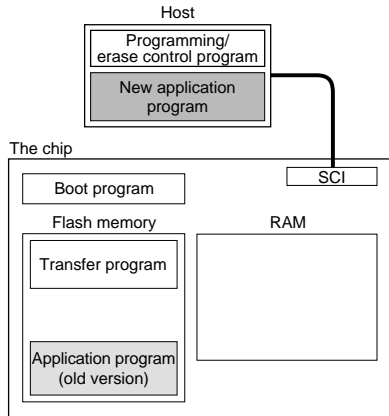 Host
Programming/
erase control program
New application
program
The chip
SCI
Boot program
Flash memory
RAM
Transfer program
Application program
(old version)